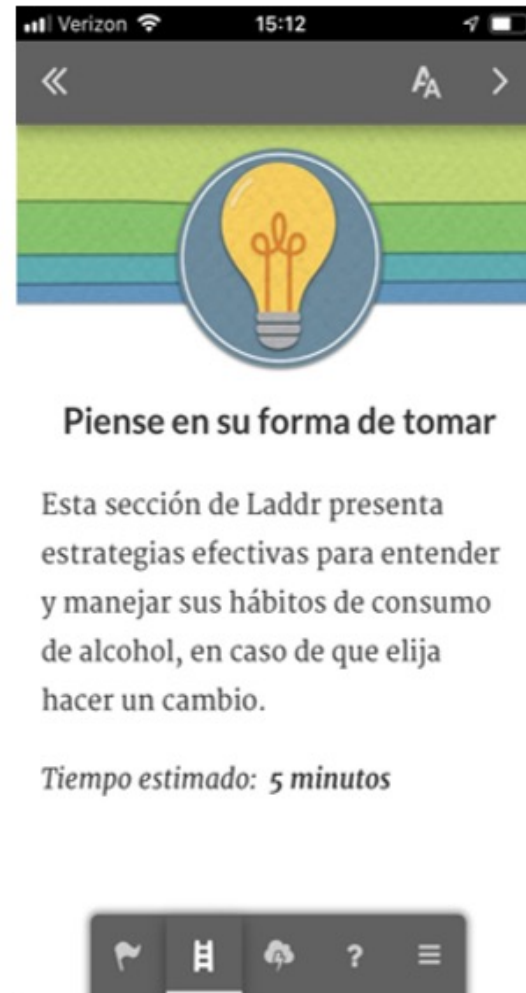 Verizon 15:12
AA
Piense en su forma de tomar
Esta sección de Laddr presenta
estrategias efectivas para entender
y manejar sus hábitos de consumo
de alcohol, en caso de que elija
hacer un cambio.
Tiempo estimado: 5 minutos
?